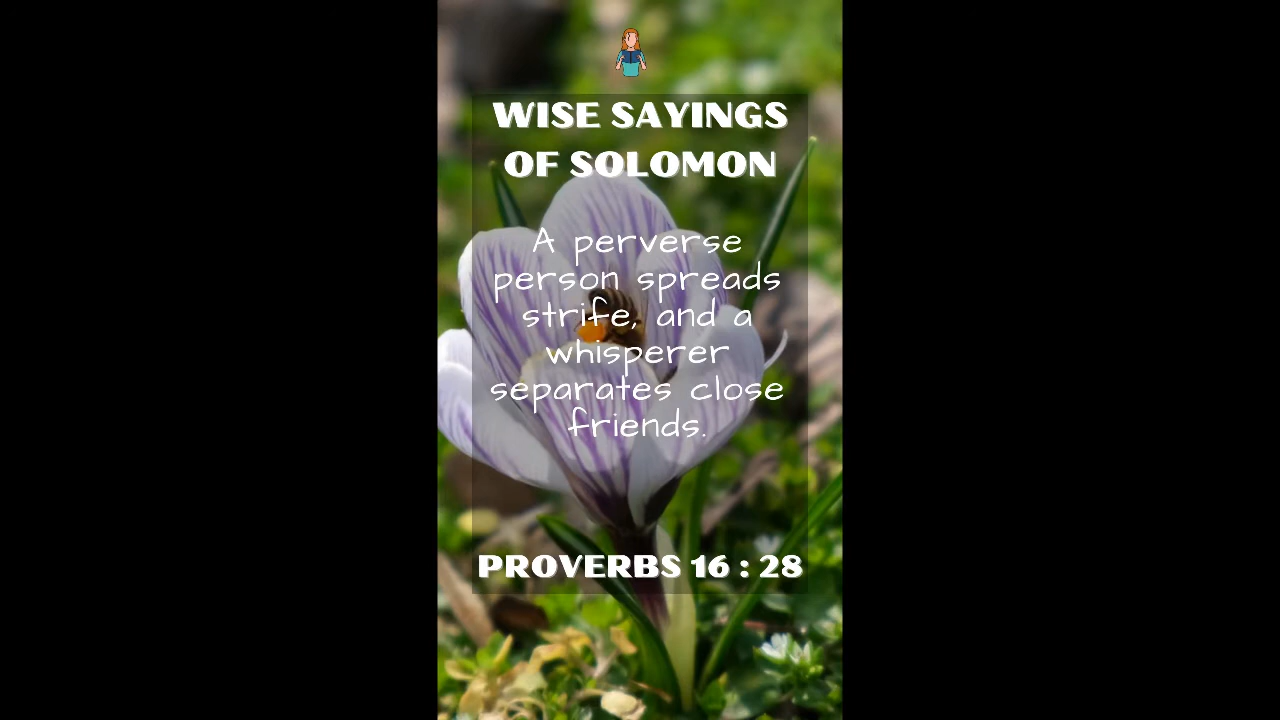 WISE SAYINGS
OF SOLOMON
A perverse
person spreads
strife, and a
whisperer
separates close
friends.
PROVERBS 16 : 28